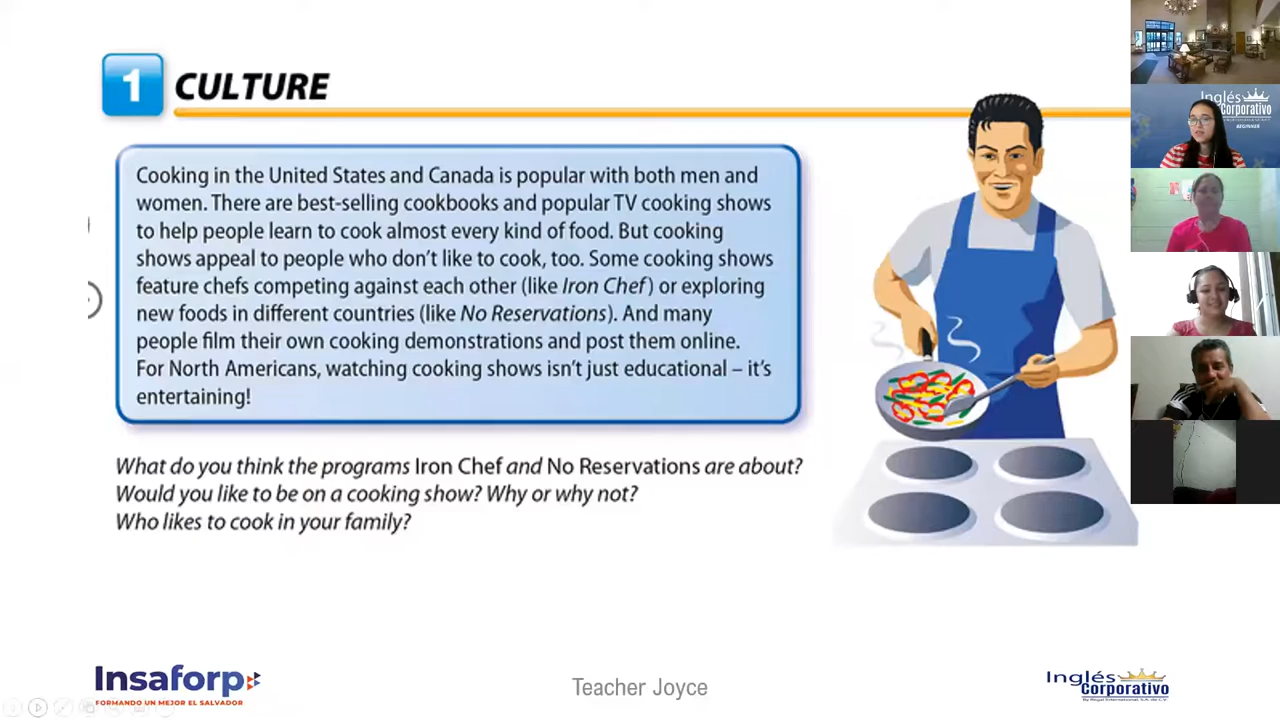 1 CULTURE
Cooking in the United States and Canada is popular with both men and
women. There are best-selling cookbooks and popular TV cooking shows
to help people learn to cook almost every kind of food. But cooking
shows appeal to people who don't like to cook, too. Some cooking shows
feature chefs competing against each other (like Iron Chef) or exploring
new foods in different countries (like No Reservations). And many
people film their own cooking demonstrations and post them online.
For North Americans, watching cooking shows isn't just educational – it's
entertaining!
What do you think the programs Iron Chef and No Reservations are about?
Would you like to be on a cooking show? Why or why not?
Who likes to cook in your family?
Inglés
Corporativo
BEGINNER
Insaforp
FORMANDO UN MEJOR EL SALVADOR
Teacher Joyce
Inglés
Corporativo
By Royal International, S.A. de C.V.